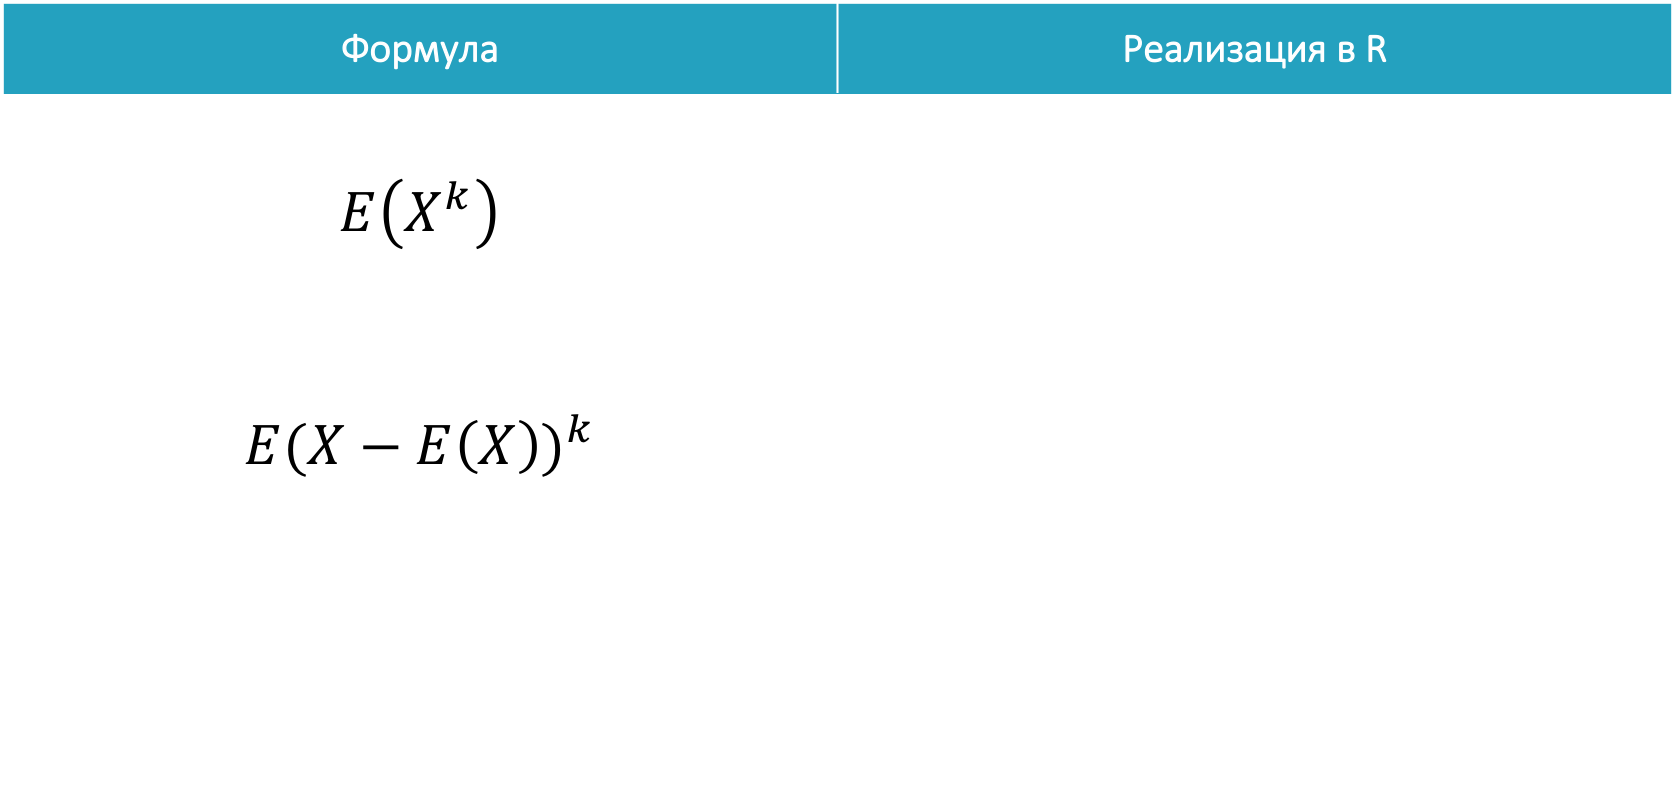 Формула
Реализация в R
E(X^k)
E(X − E(X))^k